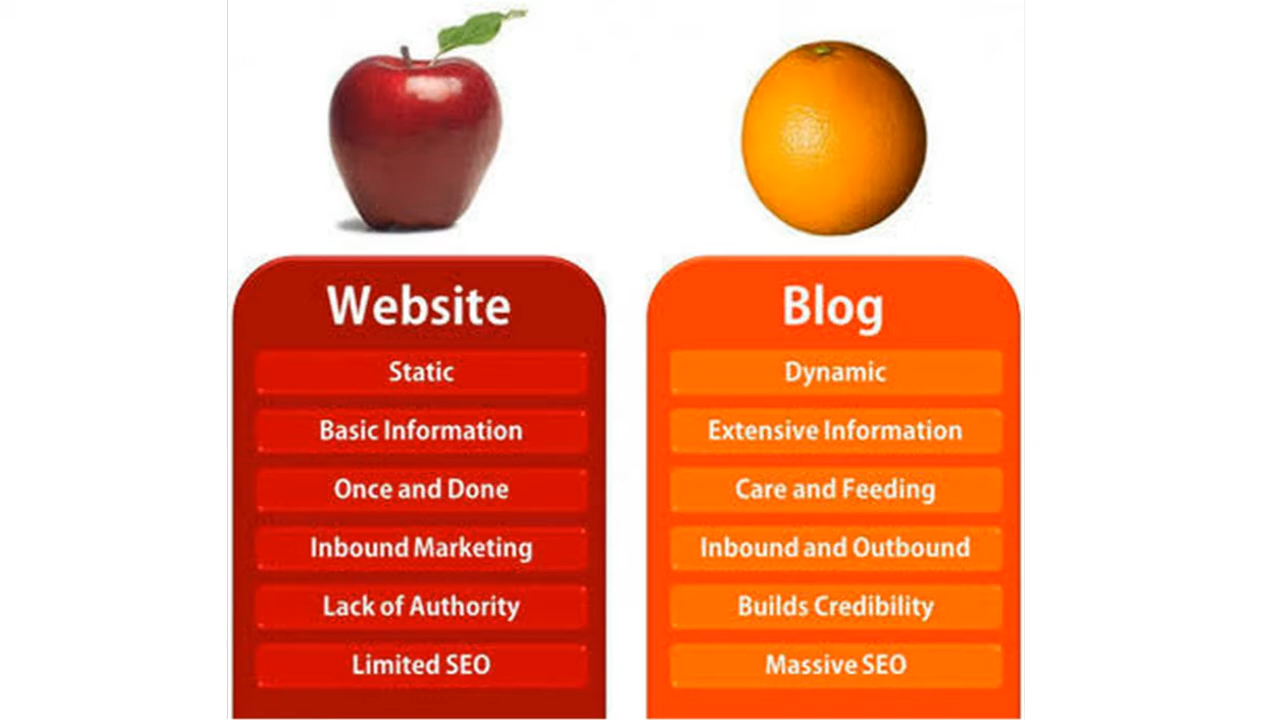 Website
Static
Basic Information
Once and Done
Inbound Marketing
Lack of Authority
Limited SEO
Blog
Dynamic
Extensive Information
Care and Feeding
Inbound and Outbound
Builds Credibility
Massive SEO